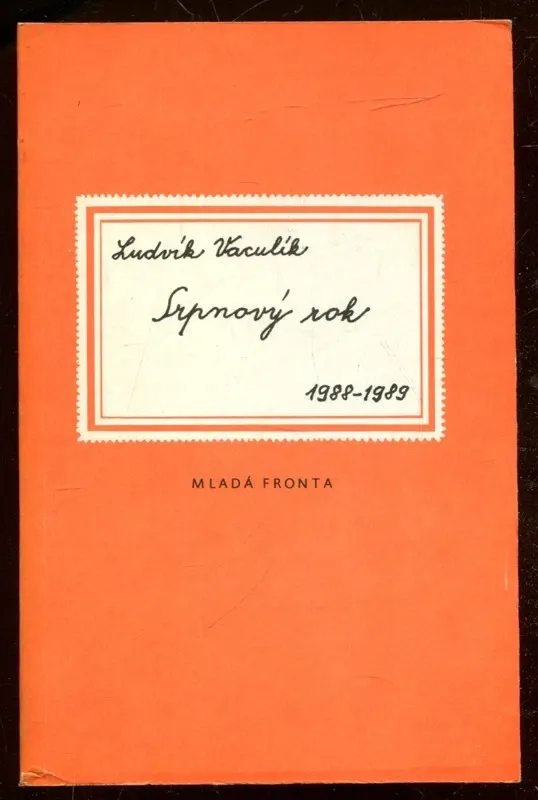 Ludvík Vaculík
Srpnový rok
1988-1989
MLADÁ FRONTA